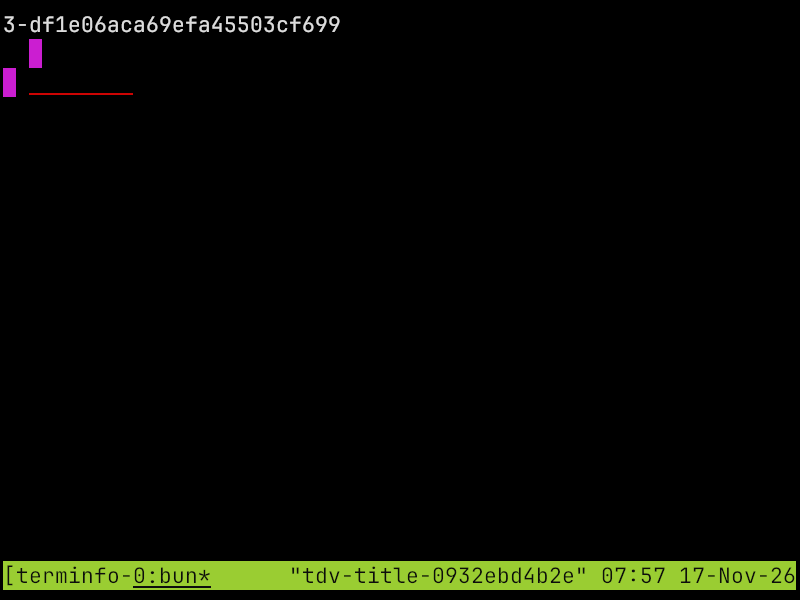 3-df1e06aca69efa45503cf699
[terminfo-0:bun*      "tdv-title-0932ebd4b2e" 07:57 17-Nov-26